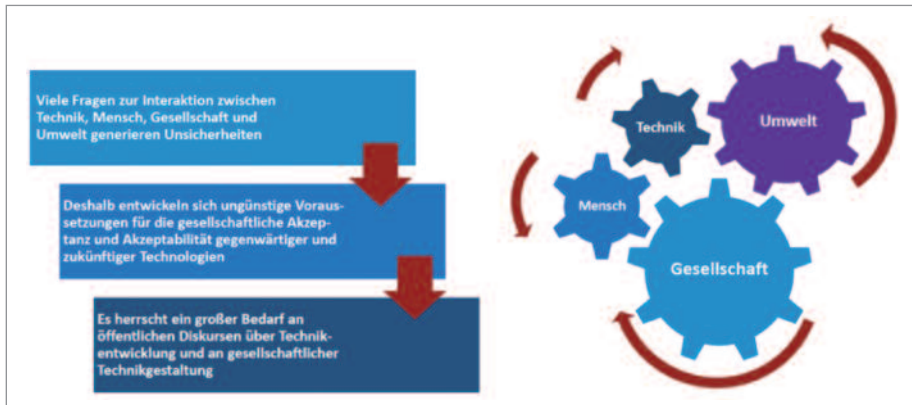 Viele Fragen zur Interaktion zwischen
Technik, Mensch, Gesellschaft und
Umwelt generieren Unsicherheiten
Deshalb entwickeln sich ungünstige Voraus-
setzungen für die gesellschaftliche Akzep-
tanz und Akzeptabilität gegenwärtiger und
zukünftiger Technologien
Es herrscht ein großer Bedarf an
öffentlichen Diskursen über Technik-
entwicklung und an gesellschaftlicher
Technikgestaltung
Technik
Umwelt
Mensch
Gesellschaft